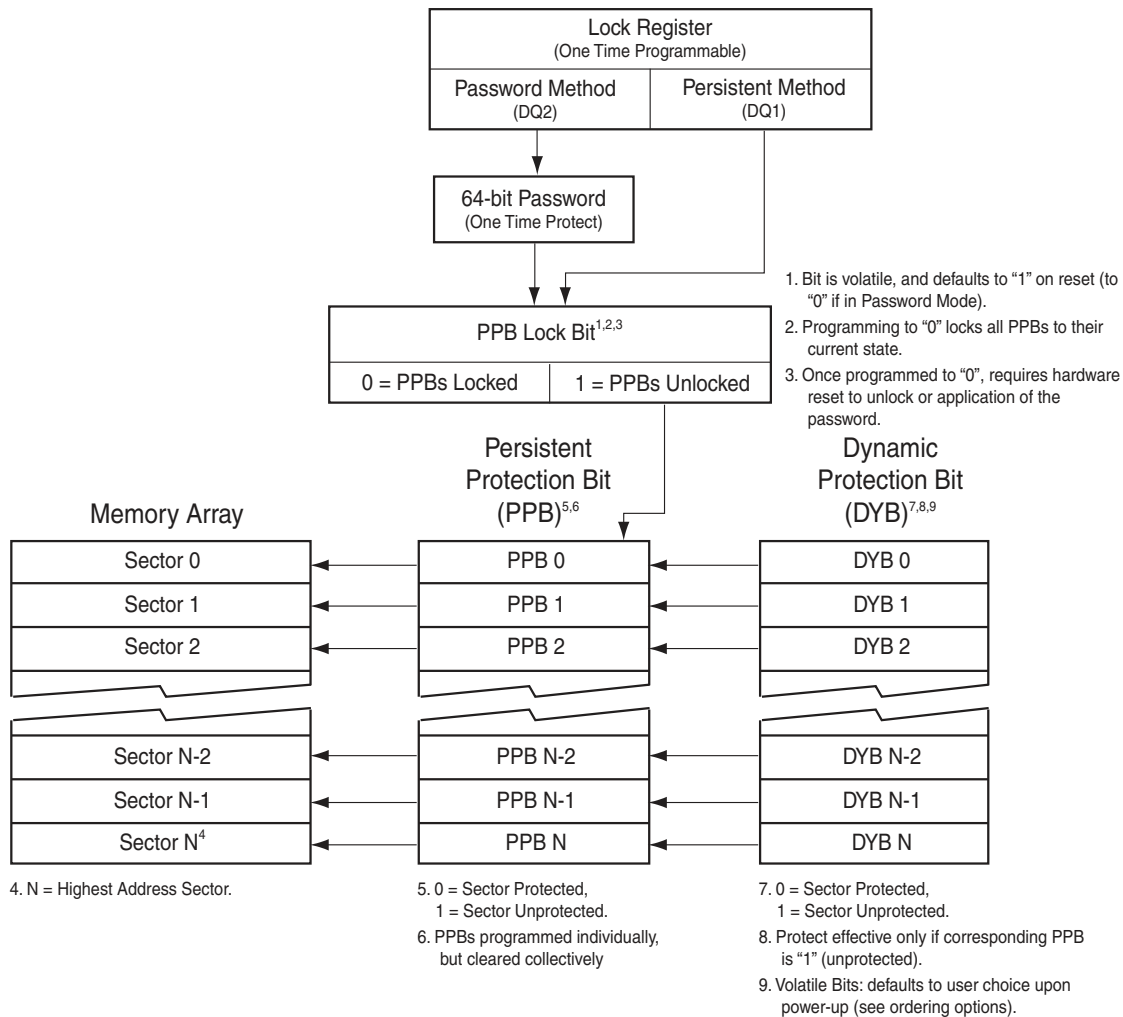 Lock Register
(One Time Programmable)
Password Method
(DQ2)
Persistent Method
(DQ1)
64-bit Password
(One Time Protect)
PPB Lock Bit1,2,3
0 = PPBs Locked
1 = PPBs Unlocked
1. Bit is volatile, and defaults to “1” on reset (to
“0” if in Password Mode).
2. Programming to “0” locks all PPBs to their
current state.
3. Once programmed to “0”, requires hardware
reset to unlock or application of the
password.
Memory Array
Sector 0
Sector 1
Sector 2
Sector N-2
Sector N-1
Sector N4
4. N = Highest Address Sector.
Persistent
Protection Bit
(PPB)5,6
PPB 0
PPB 1
PPB 2
PPB N-2
PPB N-1
PPB N
5. 0 = Sector Protected,
1 = Sector Unprotected.
6. PPBs programmed individually,
but cleared collectively
Dynamic
Protection Bit
(DYB)7,8,9
DYB 0
DYB 1
DYB 2
DYB N-2
DYB N-1
DYB N
7. 0 = Sector Protected,
1 = Sector Unprotected.
8. Protect effective only if corresponding PPB
is “1” (unprotected).
9. Volatile Bits: defaults to user choice upon
power-up (see ordering options).